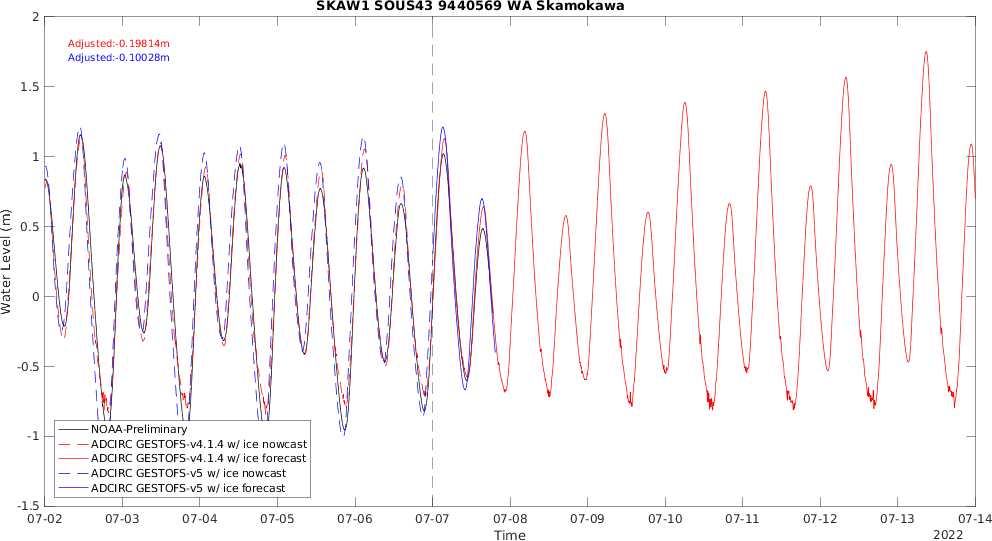 SKAW1 SOUS43 9440569 WA Skamokawa
Adjusted:-0.19814m
Adjusted:-0.10028m
Water Level (m)
2
1.5
1
0.5
0
-0.5
-1
-1.5
NOAA-Preliminary
ADCIRC GESTOFS-v4.1.4 w/ ice nowcast
ADCIRC GESTOFS-v4.1.4 w/ ice forecast
ADCIRC GESTOFS-v5 w/ ice nowcast
ADCIRC GESTOFS-v5 w/ ice forecast
07-02 07-03 07-04 07-05 07-06 07-07 07-08 07-09 07-10 07-11 07-12 07-13 07-14
Time
2022